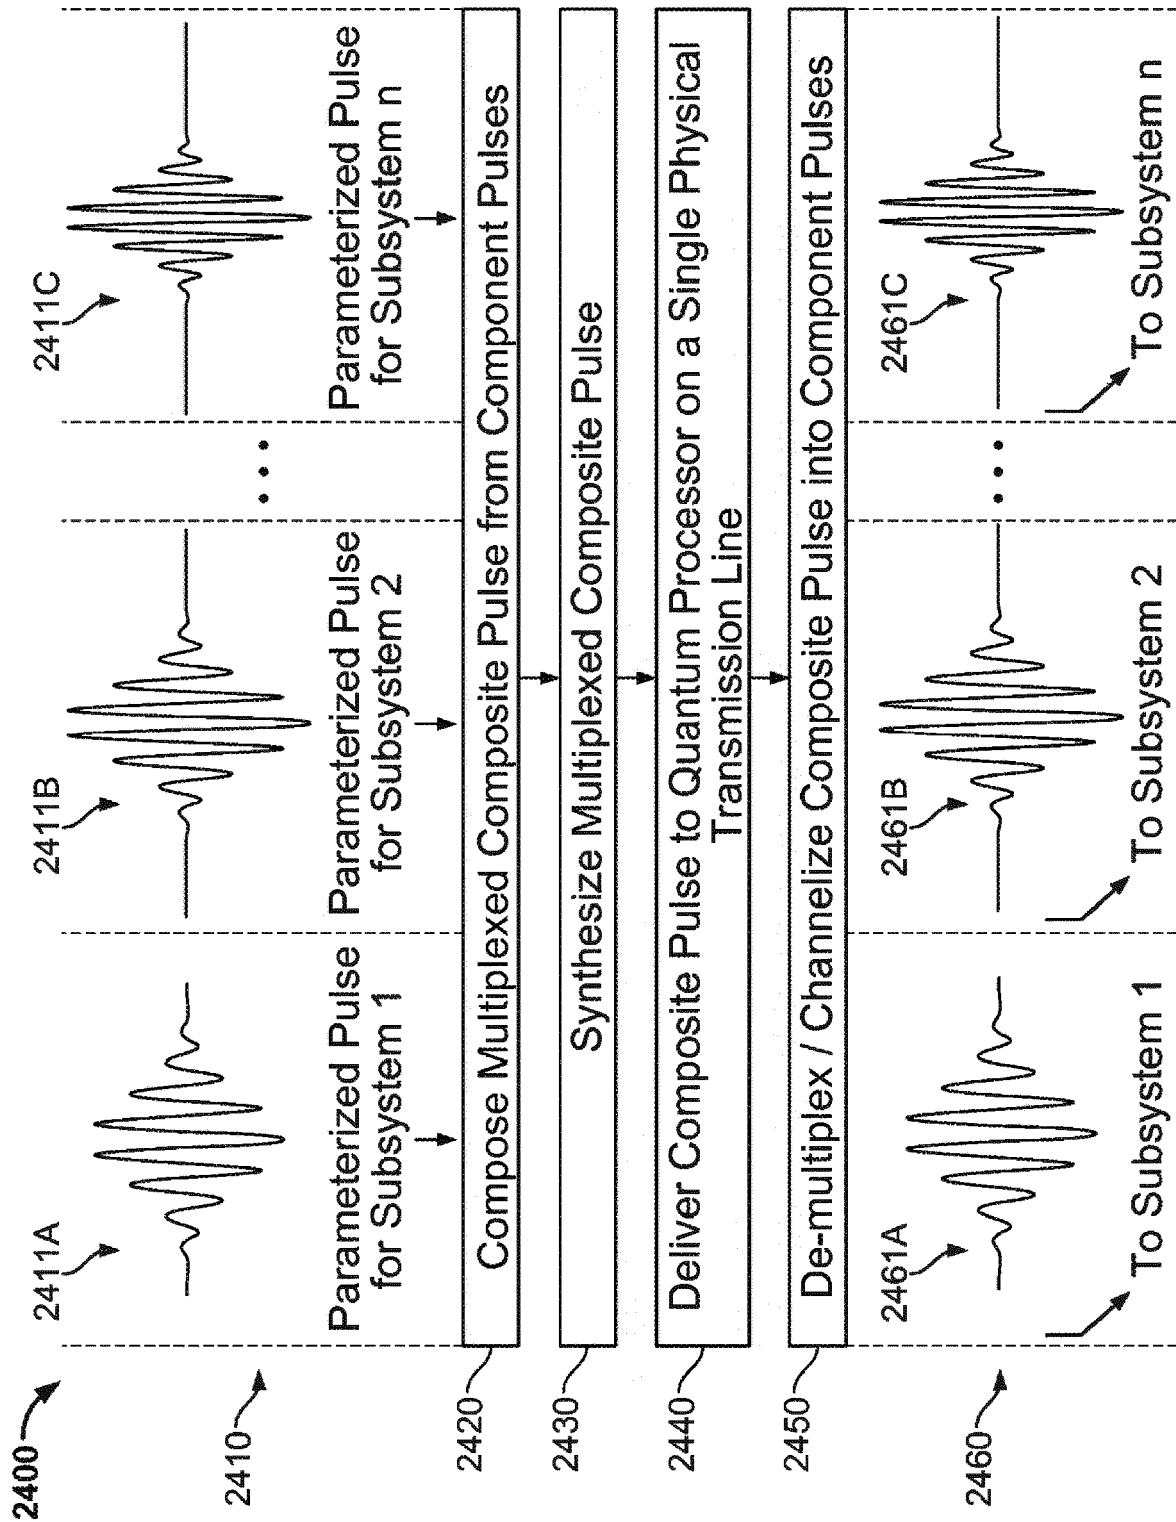 2400
2410
2411A
2411B
2411C
Parameterized Pulse
for Subsystem 1
Parameterized Pulse
for Subsystem 2
Parameterized Pulse
for Subsystem n
2420
Compose Multiplexed Composite Pulse from Component Pulses
2430
Synthesize Multiplexed Composite Pulse
2440
Deliver Composite Pulse to Quantum Processor on a Single Physical
Transmission Line
2450
De-multiplex / Channelize Composite Pulse into Component Pulses
2460
2461A
2461B
2461C
To Subsystem 1
To Subsystem 2
To Subsystem n